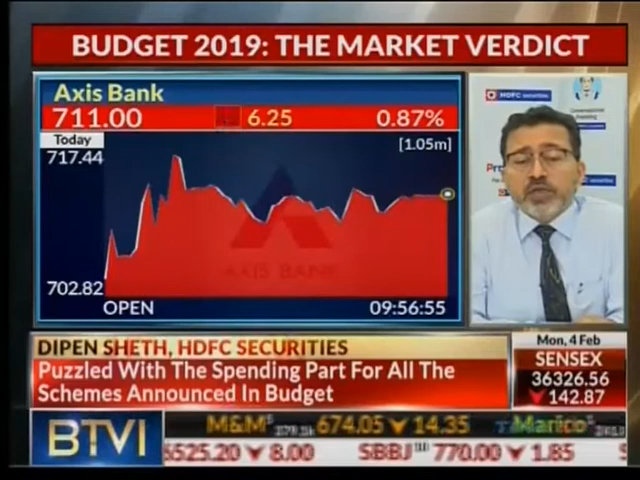 BUDGET 2019: THE MARKET VERDICT
Axis Bank
711.00 6.25 0.87%
Today
717.44
[1.05m]
AXIS BANK
702.82
OPEN 09:56:55
HDFC securities
DIPEN SHETH, HDFC SECURITIES
Puzzled With The Spending Part For All The
Schemes Announced In Budget
Mon, 4 Feb
SENSEX
36326.56
▼ 142.87
BTVI
M&M 674.05 ▼ 14.35 Marico
6525.20 ▼ 8.00 SBBJ 770.00 ▼ 1.85